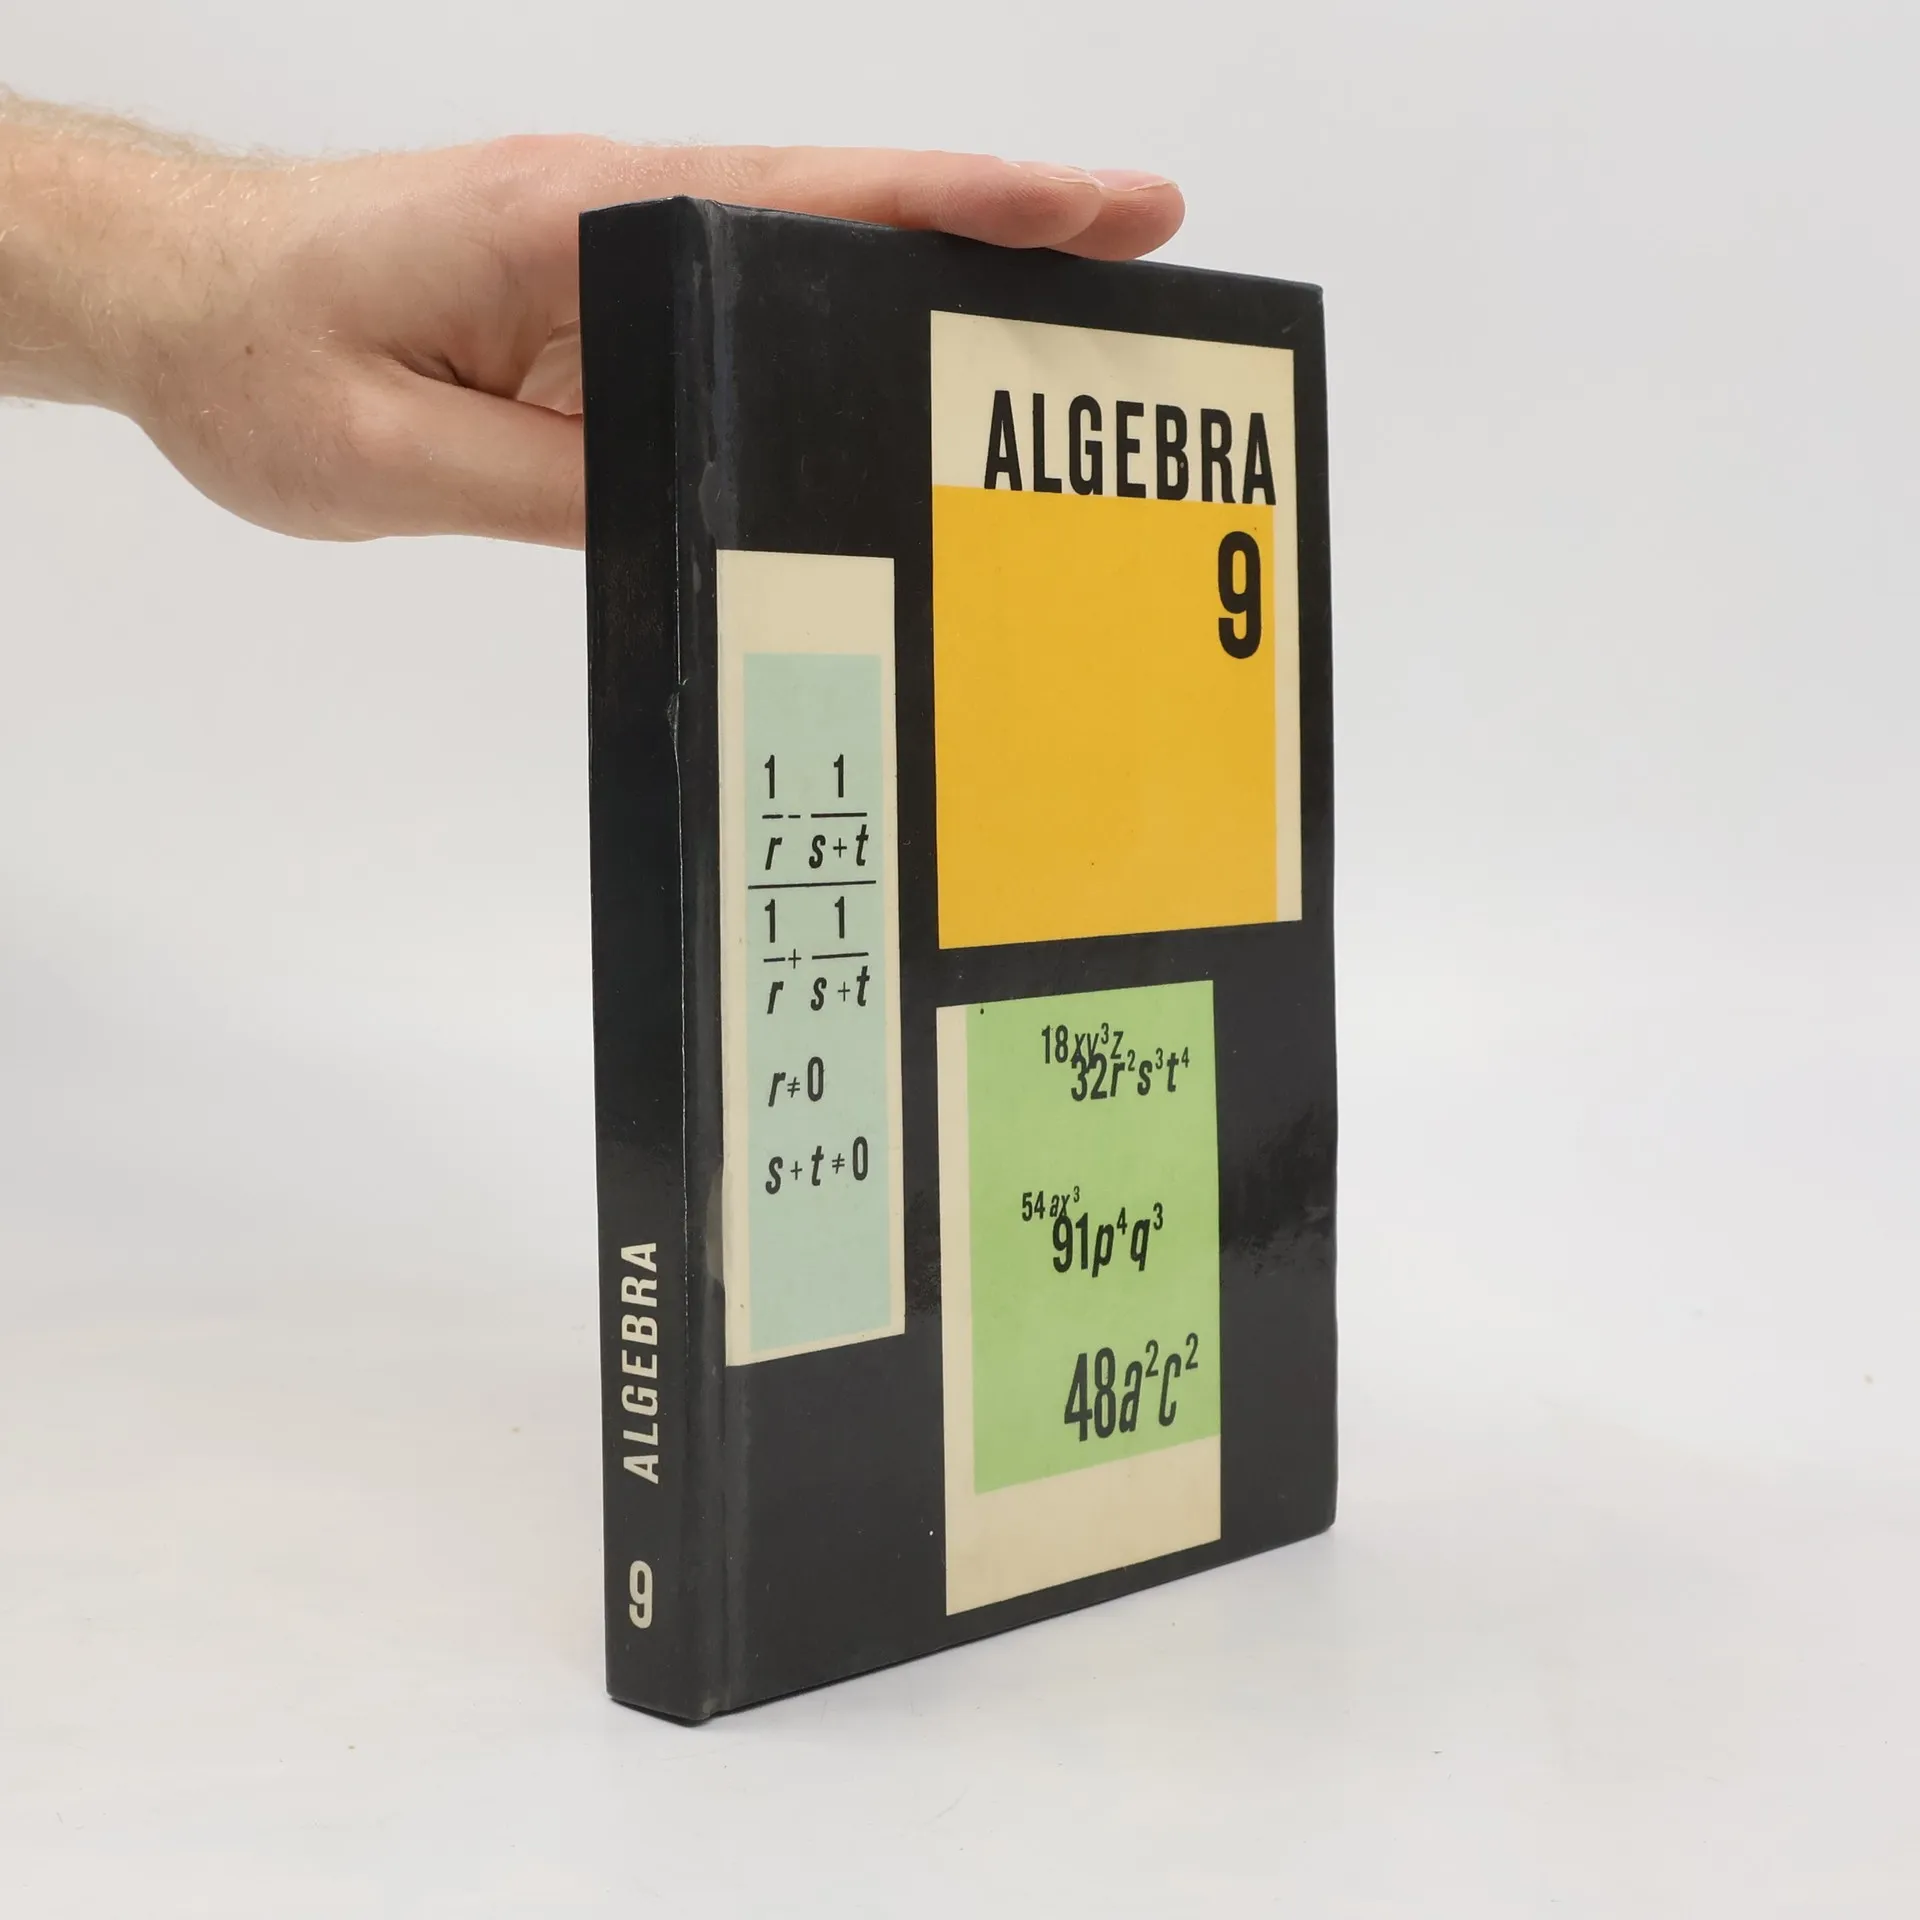 ALGEBRA
9
1 1
r - s+t
1 1
r + s+t
r≠0
s+t≠0
18xy³z
32r²s³t⁴
54ax³
91p⁴q³
48a²c²
ALGEBRA
9